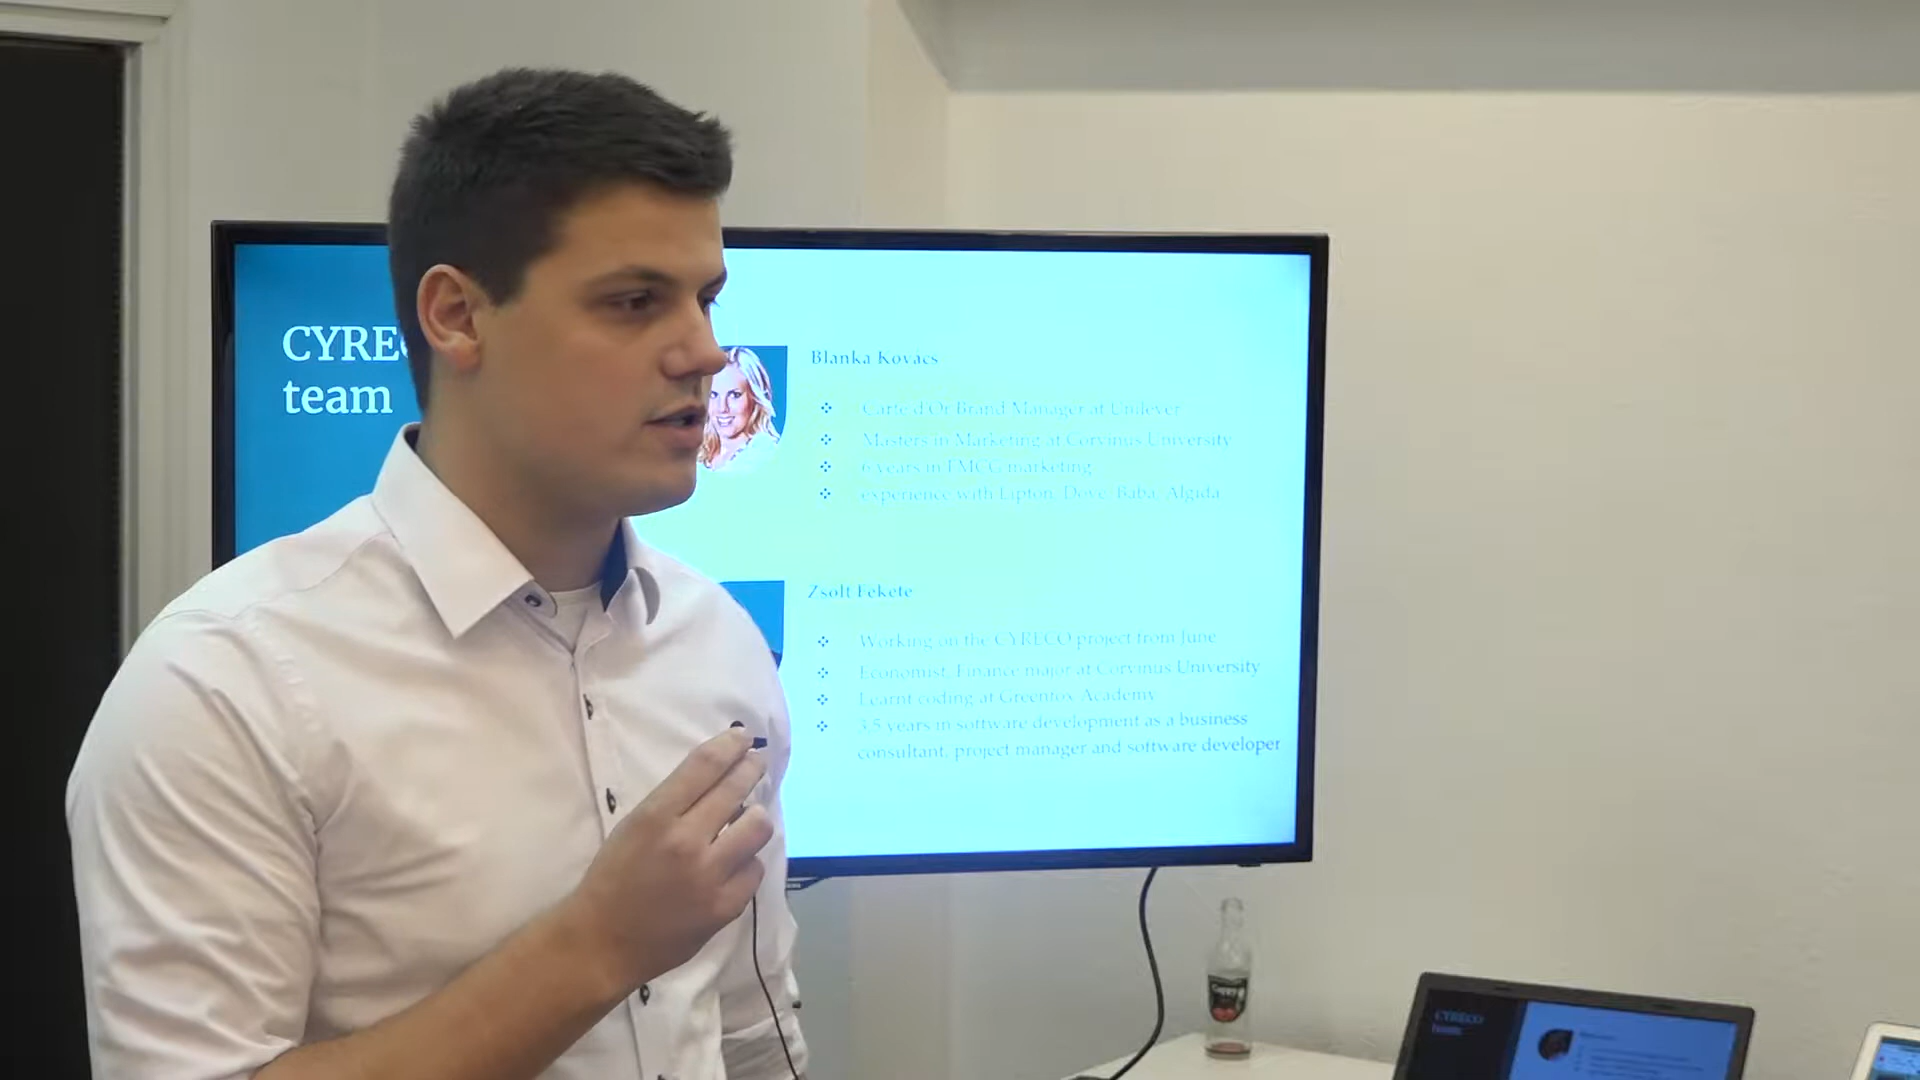 CYREC
team
Blanka Kovács
Carte d'Or Brand Manager at Unilever
Masters in Marketing at Corvinus University
6 years in FMCG marketing
experience with Lipton, Dove, Baba, Algida
Zsolt Fekete
Working on the CYRECO project from June
Economist, Finance major at Corvinus University
Learnt coding at Greenfox Academy
3,5 years in software development as a business
consultant, project manager and software developer
Cappy
CYRECO
team